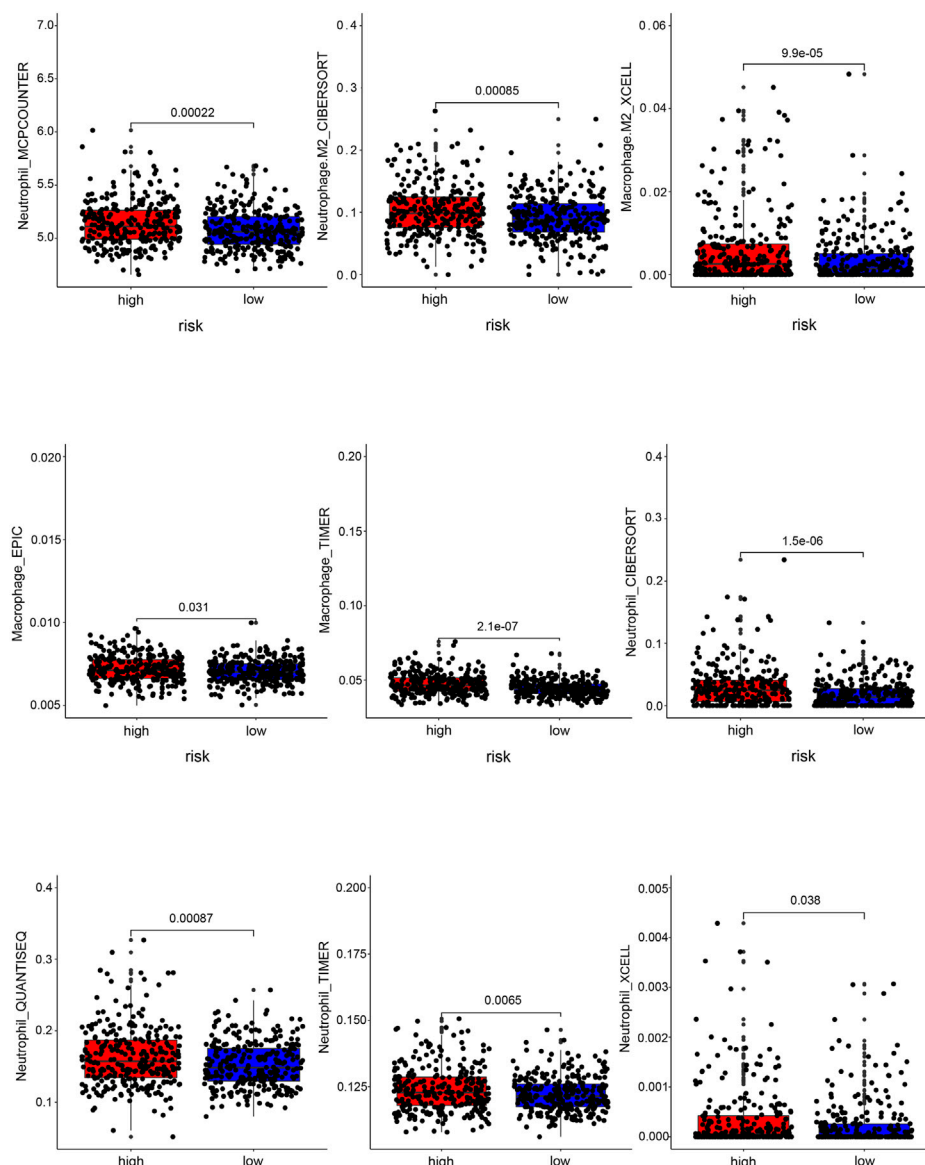 Neutrophil_MCPCOUNTER
7.0
6.5
6.0
5.5
5.0
0.00022
high
low
risk
Neutrophage.M2_CIBERSORT
0.4
0.3
0.2
0.1
0.0
0.00085
high
low
risk
Macrophage.M2_XCELL
0.06
0.04
0.02
0.00
9.9e-05
high
low
risk
Macrophage_EPIC
0.020
0.015
0.010
0.005
0.031
high
low
risk
Macrophage_TIMER
0.20
0.15
0.10
0.05
2.1e-07
high
low
risk
Neutrophil_CIBERSORT
0.4
0.3
0.2
0.1
0.0
1.5e-06
high
low
risk
Neutrophil_QUANTISEQ
0.4
0.3
0.2
0.1
0.00087
high
low
Neutrophil_TIMER
0.200
0.175
0.150
0.125
0.0065
high
low
Neutrophil_XCELL
0.005
0.004
0.003
0.002
0.001
0.000
0.038
high
low